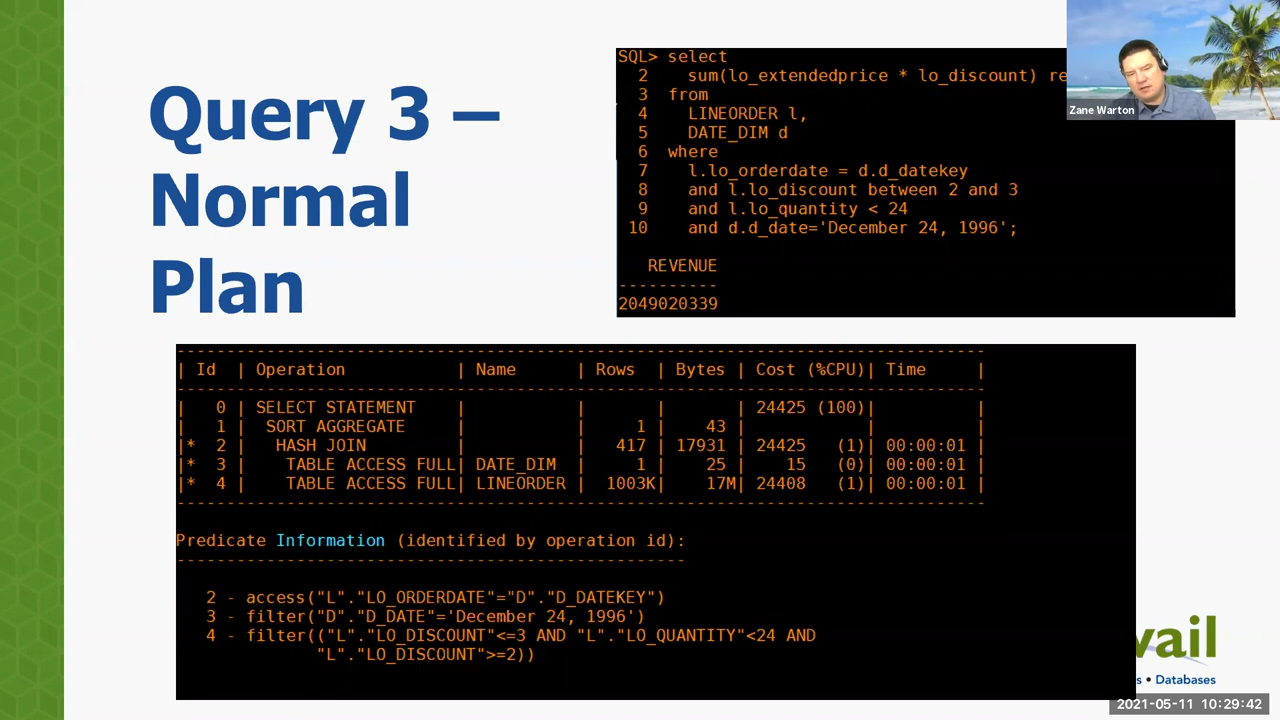 Query 3 –
Normal
Plan
SQL> select
2 sum(lo_extendedprice * lo_discount) re
3 from
4 LINEORDER l,
5 DATE_DIM d
6 where
7 l.lo_orderdate = d.d_datekey
8 and l.lo_discount between 2 and 3
9 and l.lo_quantity < 24
10 and d.d_date='December 24, 1996';
REVENUE
----------
2049020339
Zane Warton
---------------------------------------------------------------------------------
| Id | Operation | Name | Rows | Bytes | Cost (%CPU)| Time |
---------------------------------------------------------------------------------
| 0 | SELECT STATEMENT | | | | 24425 (100)| |
| 1 | SORT AGGREGATE | | 1 | 43 | | |
|* 2 | HASH JOIN | | 417 | 17931 | 24425 (1)| 00:00:01 |
|* 3 | TABLE ACCESS FULL| DATE_DIM | 1 | 25 | 15 (0)| 00:00:01 |
|* 4 | TABLE ACCESS FULL| LINEORDER | 1003K| 17M| 24408 (1)| 00:00:01 |
---------------------------------------------------------------------------------
Predicate Information (identified by operation id):
---------------------------------------------------
2 - access("L"."LO_ORDERDATE"="D"."D_DATEKEY")
3 - filter("D"."D_DATE"='December 24, 1996')
4 - filter(("L"."LO_DISCOUNT"<=3 AND "L"."LO_QUANTITY"<24 AND
"L"."LO_DISCOUNT">=2))
vail
s • Databases
2021-05-11 10:29:42